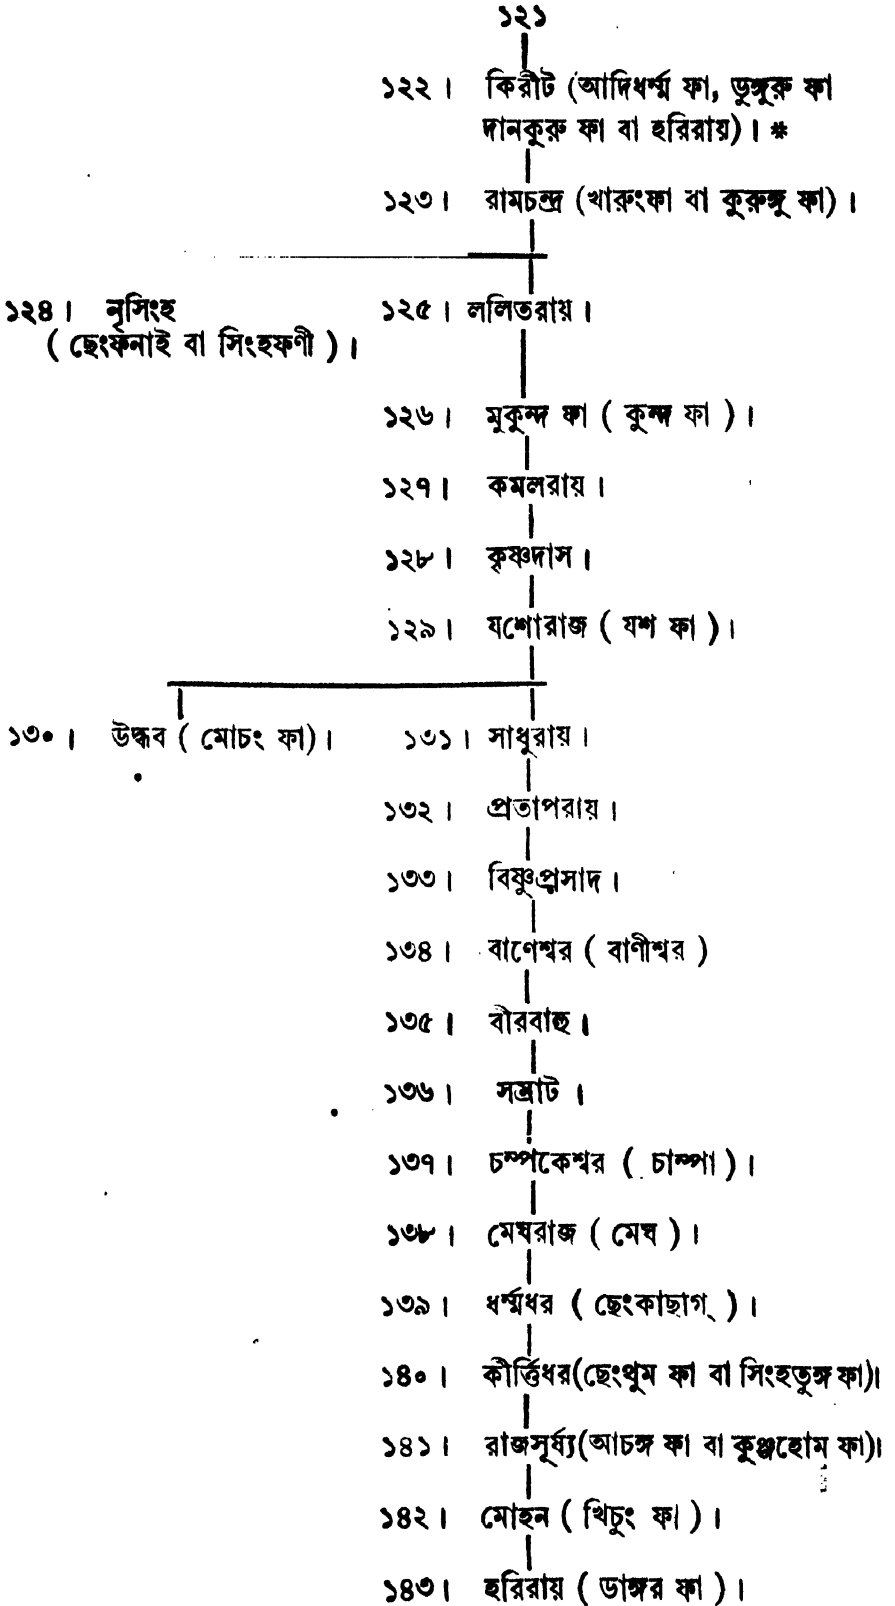 ১২১
১২২। কিরীট (আদিধর্ম্ম ফা, ডুঙ্গুরু ফা
দানকুরু ফা বা হরিরায়)। *
১২৩। রামচন্দ্র (খারুংফা বা কুরুঙ্গ ফা)।
১২৪। নৃসিংহ ১২৫। ললিতরায়।
( ছেংফনাই বা সিংহফণী )।
১২৬। মুকুন্দ ফা ( কুন্দ ফা )।
১২৭। কমলরায়।
১২৮। কৃষ্ণদাস।
১২৯। যশোরাজ ( যশ ফা )।
১৩০। উদ্ধব ( মোচং ফা)। ১৩১। সাধুরায়।
১৩২। প্রতাপরায়।
১৩৩। বিষ্ণুপ্রসাদ।
১৩৪। বাণেশ্বর ( বাণীশ্বর )
১৩৫। বীরবাহু।
১৩৬। সম্রাট।
১৩৭। চম্পকেশ্বর ( চাম্পা )।
১৩৮। মেঘরাজ ( মেঘ )।
১৩৯। ধর্ম্মধর ( ছেংকাছাগ্ )।
১৪০। কীর্ত্তিধর(ছেংথুম ফা বা সিংহতুঙ্গ ফা)।
১৪১। রাজসূর্য্য(আচঙ্গ ফা বা কুঞ্জহোম ফা)।
১৪২। মোহন ( খিচুং ফা )।
১৪৩। হরিরায় ( ডাঙ্গর ফা )।